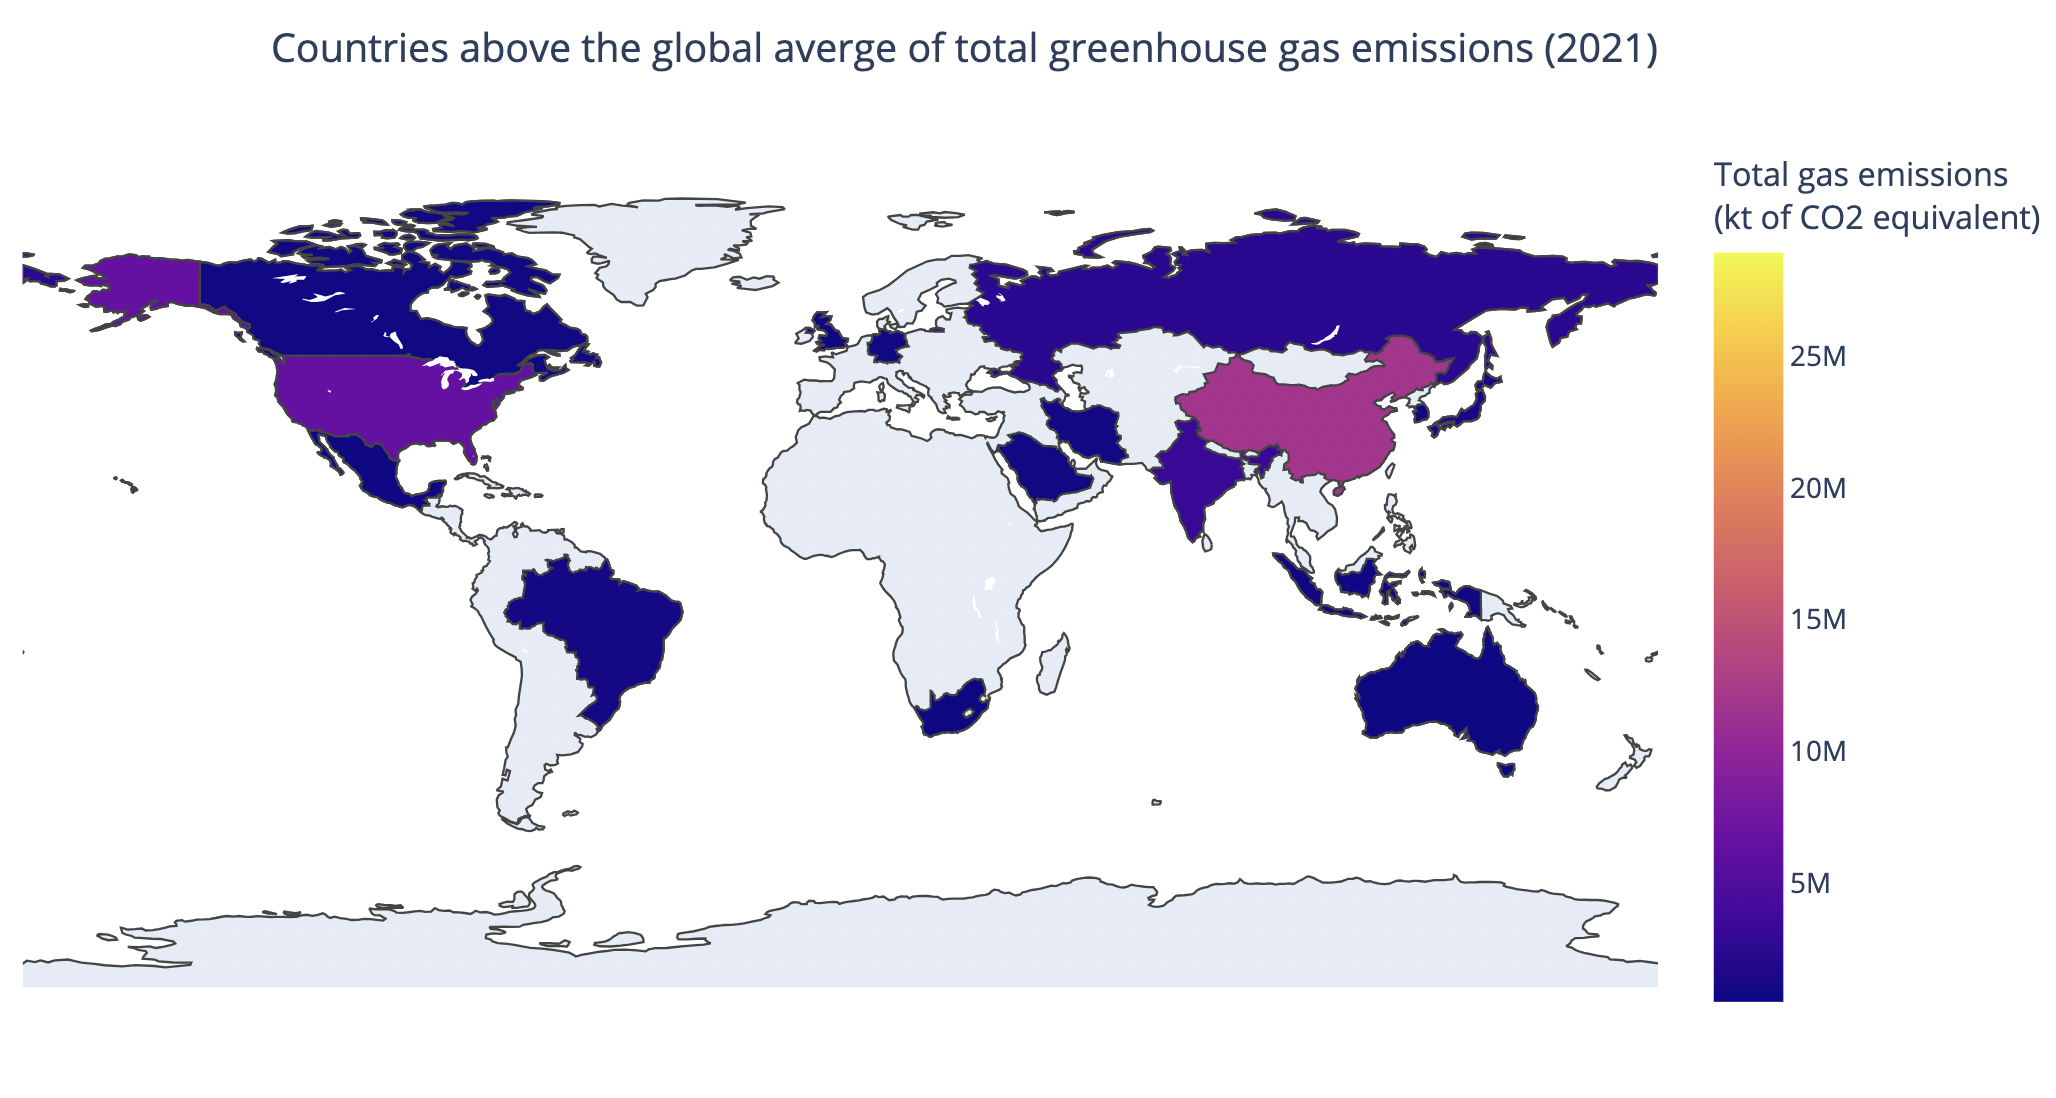 Countries above the global averge of total greenhouse gas emissions (2021)
Total gas emissions
(kt of CO2 equivalent)
25M
20M
15M
10M
5M